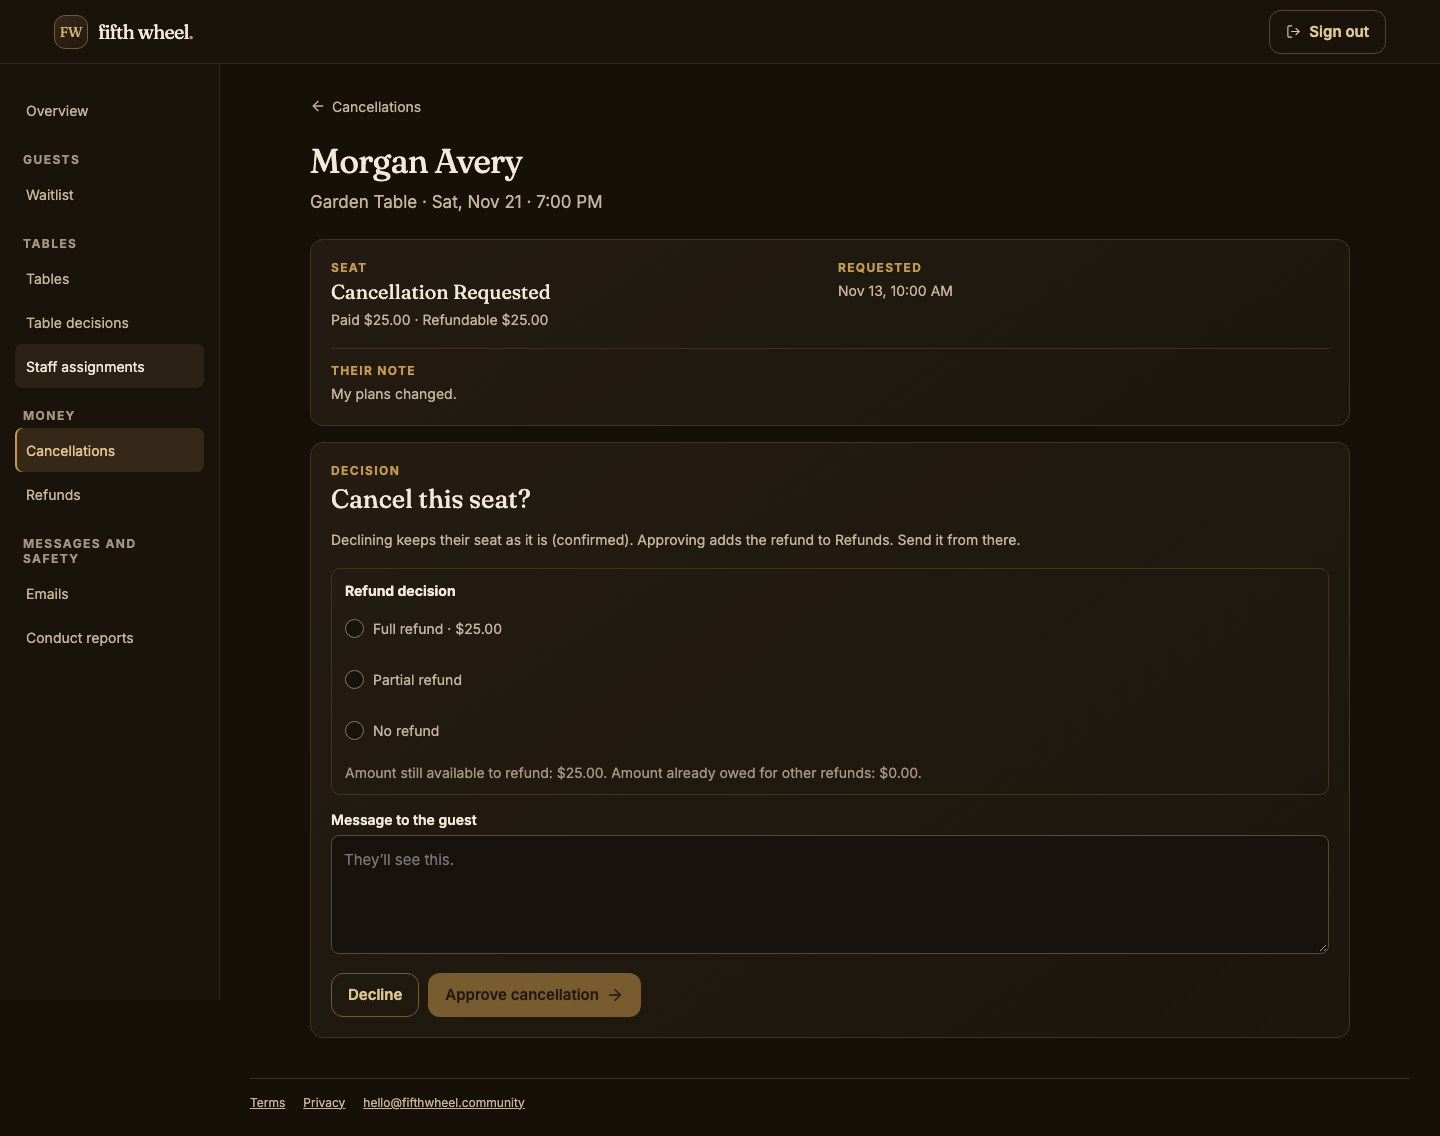 FW fifth wheel.
Sign out
Overview
GUESTS
Waitlist
TABLES
Tables
Table decisions
Staff assignments
MONEY
Cancellations
Refunds
MESSAGES AND
SAFETY
Emails
Conduct reports
← Cancellations
Morgan Avery
Garden Table · Sat, Nov 21 · 7:00 PM
SEAT
Cancellation Requested
Paid $25.00 · Refundable $25.00
REQUESTED
Nov 13, 10:00 AM
THEIR NOTE
My plans changed.
DECISION
Cancel this seat?
Declining keeps their seat as it is (confirmed). Approving adds the refund to Refunds. Send it from there.
Refund decision
Full refund · $25.00
Partial refund
No refund
Amount still available to refund: $25.00. Amount already owed for other refunds: $0.00.
Message to the guest
They’ll see this.
Decline
Approve cancellation →
Terms Privacy hello@fifthwheel.community